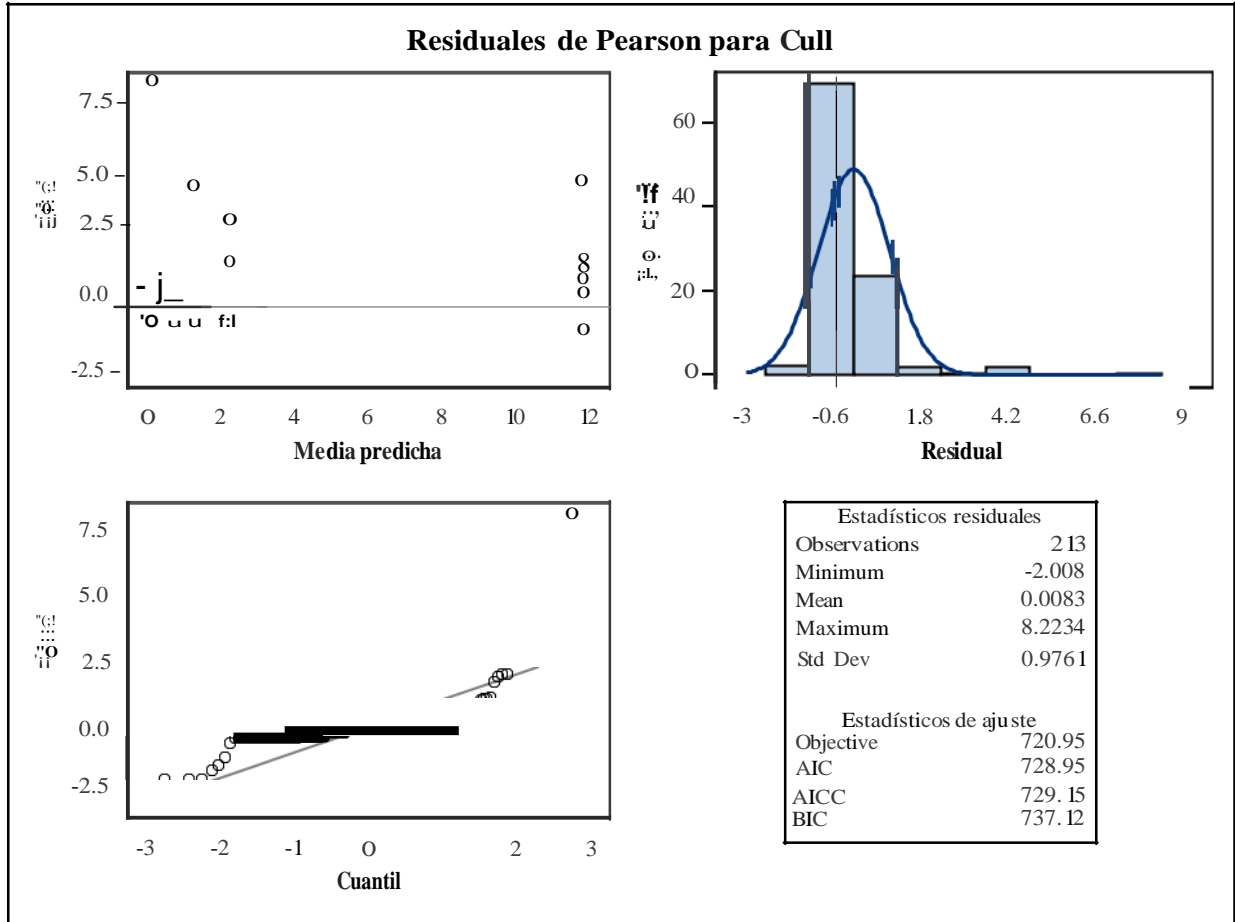 Residuales de Pearson para Cull
7.5
5.0
2.5
0.0
-2.5
0 2 4 6 8 10 12
Media predicha
60
40
20
0
-3 -0.6 1.8 4.2 6.6 9
Residual
7.5
5.0
2.5
0.0
-2.5
-3 -2 -1 0 2 3
Cuantil
Estadísticos residuales
Observations 213
Minimum -2.008
Mean 0.0083
Maximum 8.2234
Std Dev 0.9761
Estadísticos de ajuste
Objective 720.95
AIC 728.95
AICC 729.15
BIC 737.12